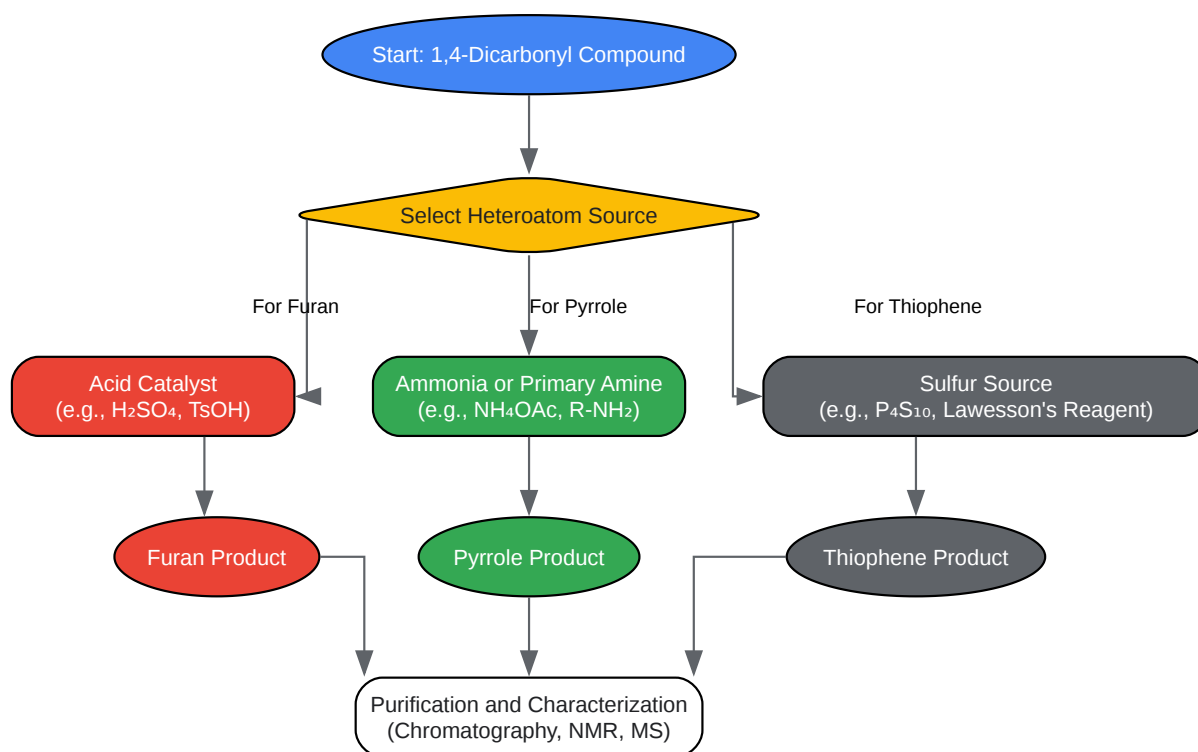 Start: 1,4-Dicarbonyl Compound
Select Heteroatom Source
For Furan
For Pyrrole
For Thiophene
Acid Catalyst
(e.g., H₂SO₄, TsOH)
Ammonia or Primary Amine
(e.g., NH₄OAc, R-NH₂)
Sulfur Source
(e.g., P₄S₁₀, Lawesson's Reagent)
Furan Product
Pyrrole Product
Thiophene Product
Purification and Characterization
(Chromatography, NMR, MS)